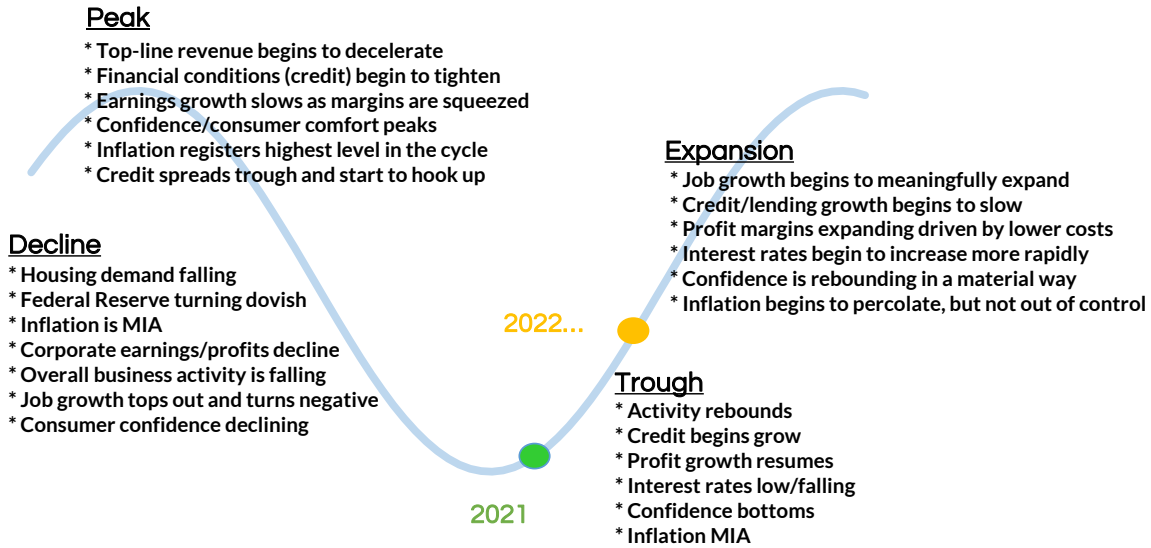 Peak
* Top-line revenue begins to decelerate
* Financial conditions (credit) begin to tighten
* Earnings growth slows as margins are squeezed
* Confidence/consumer comfort peaks
* Inflation registers highest level in the cycle
* Credit spreads trough and start to hook up
Decline
* Housing demand falling
* Federal Reserve turning dovish
* Inflation is MIA
* Corporate earnings/profits decline
* Overall business activity is falling
* Job growth tops out and turns negative
* Consumer confidence declining
2021
2022...
Trough
* Activity rebounds
* Credit begins grow
* Profit growth resumes
* Interest rates low/falling
* Confidence bottoms
* Inflation MIA
Expansion
* Job growth begins to meaningfully expand
* Credit/lending growth begins to slow
* Profit margins expanding driven by lower costs
* Interest rates begin to increase more rapidly
* Confidence is rebounding in a material way
* Inflation begins to percolate, but not out of control